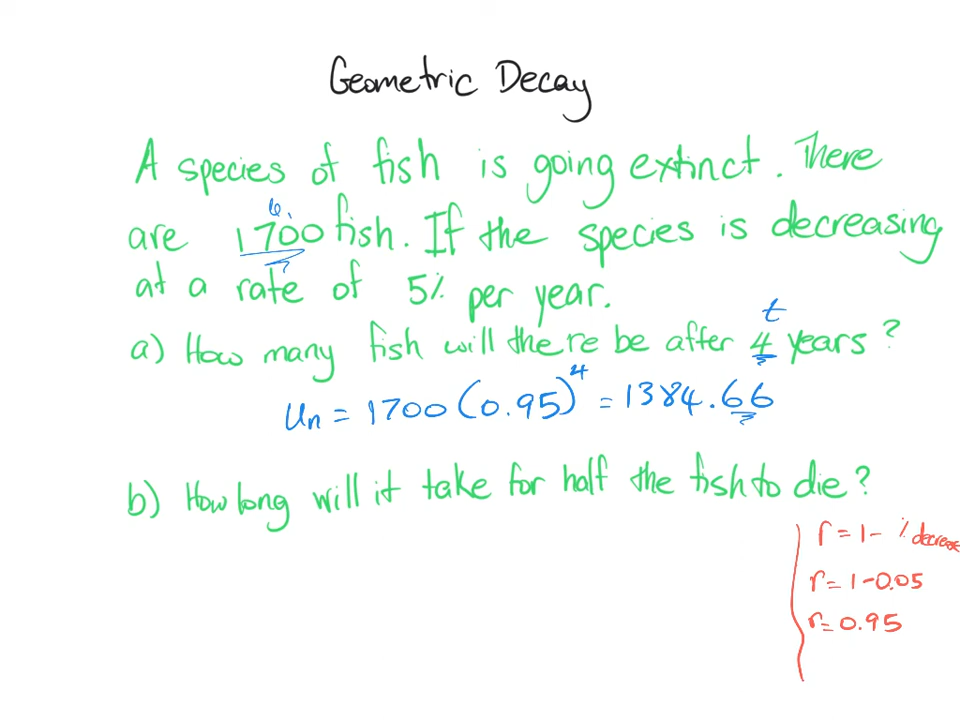 Geometric Decay
A species of fish is going extinct. There
are 1700 fish. If the species is decreasing
at a rate of 5% per year.
t
a) How many fish will there be after 4 years?
Un = 1700 (0.95)^4 = 1384.66
b) How long will it take for half the fish to die?
r = 1 - % decrease
r = 1 - 0.05
r = 0.95